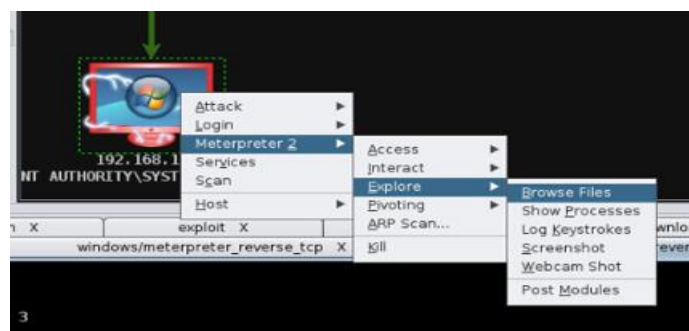 192.168.1
NT AUTHORITY\SYST
Attack
Login
Meterpreter 2
Services
Scan
Host
Access
Interact
Explore
Pivoting
ARP Scan...
Kill
Browse Files
Show Processes
Log Keystrokes
Screenshot
Webcam Shot
Post Modules
X exploit X
windows/meterpreter_reverse_tcp X
3